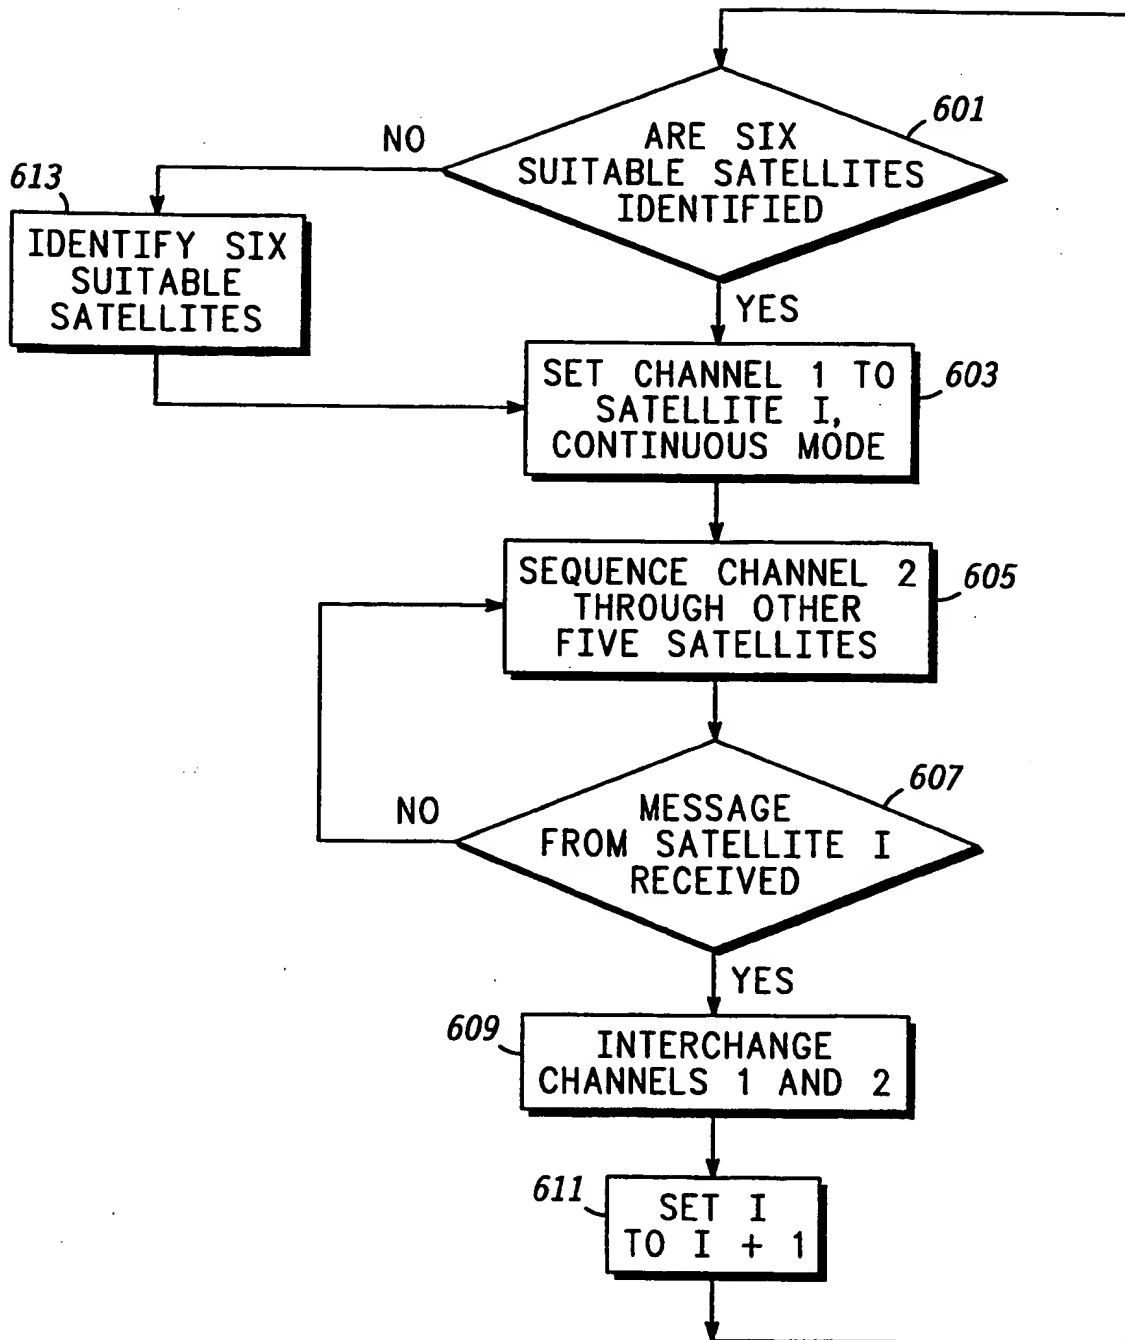 601
ARE SIX
SUITABLE SATELLITES
IDENTIFIED
NO
613
IDENTIFY SIX
SUITABLE
SATELLITES
YES
SET CHANNEL 1 TO
SATELLITE I,
CONTINUOUS MODE
603
SEQUENCE CHANNEL 2
THROUGH OTHER
FIVE SATELLITES
605
607
MESSAGE
FROM SATELLITE I
RECEIVED
NO
YES
609
INTERCHANGE
CHANNELS 1 AND 2
611
SET I
TO I + 1